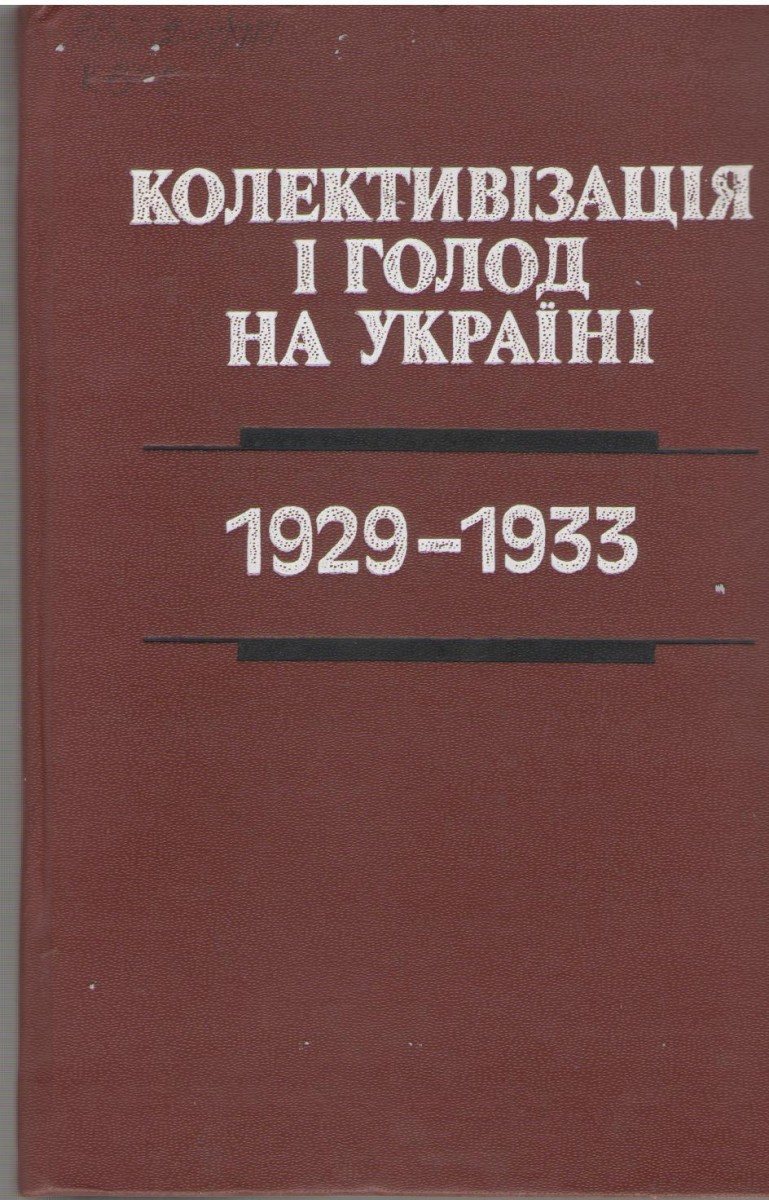 КОЛЕКТИВІЗАЦІЯ
І ГОЛОД
НА УКРАЇНІ
1929–1933